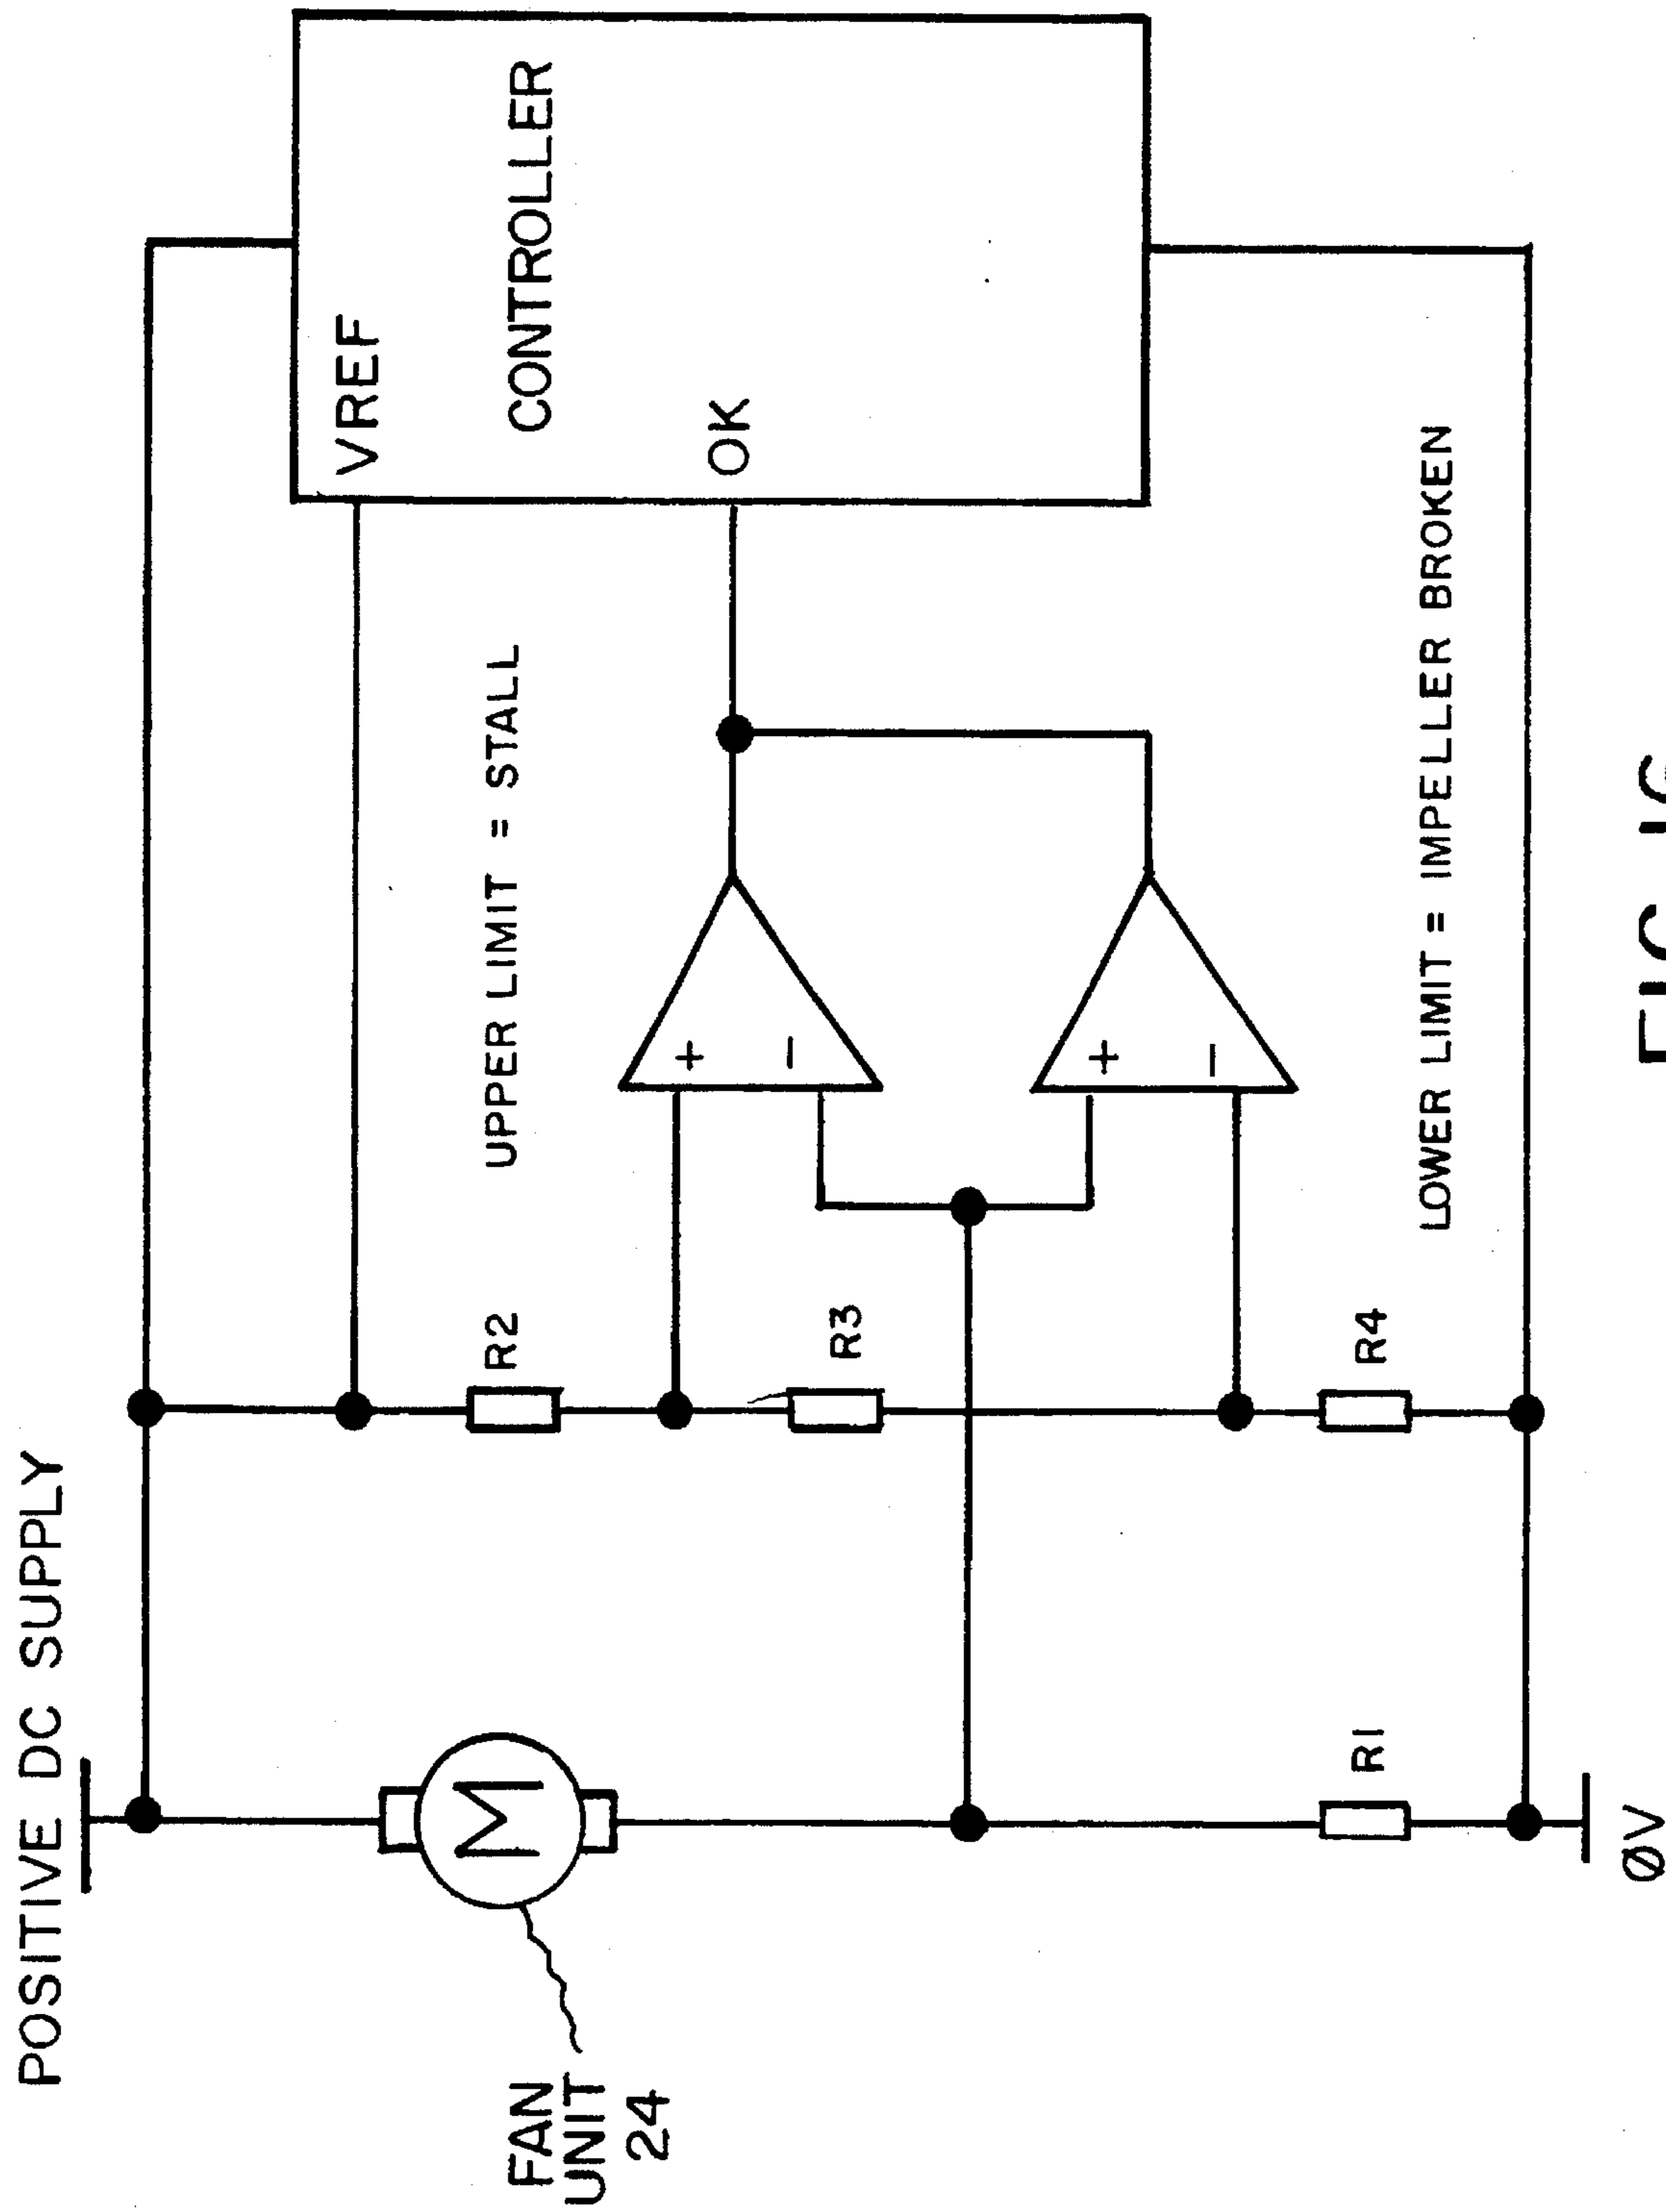 POSITIVE DC SUPPLY
FAN
UNIT
24
M
R1
ØV
R2
R3
R4
UPPER LIMIT = STALL
+
−
+
−
LOWER LIMIT = IMPELLER BROKEN
VREF
CONTROLLER
OK